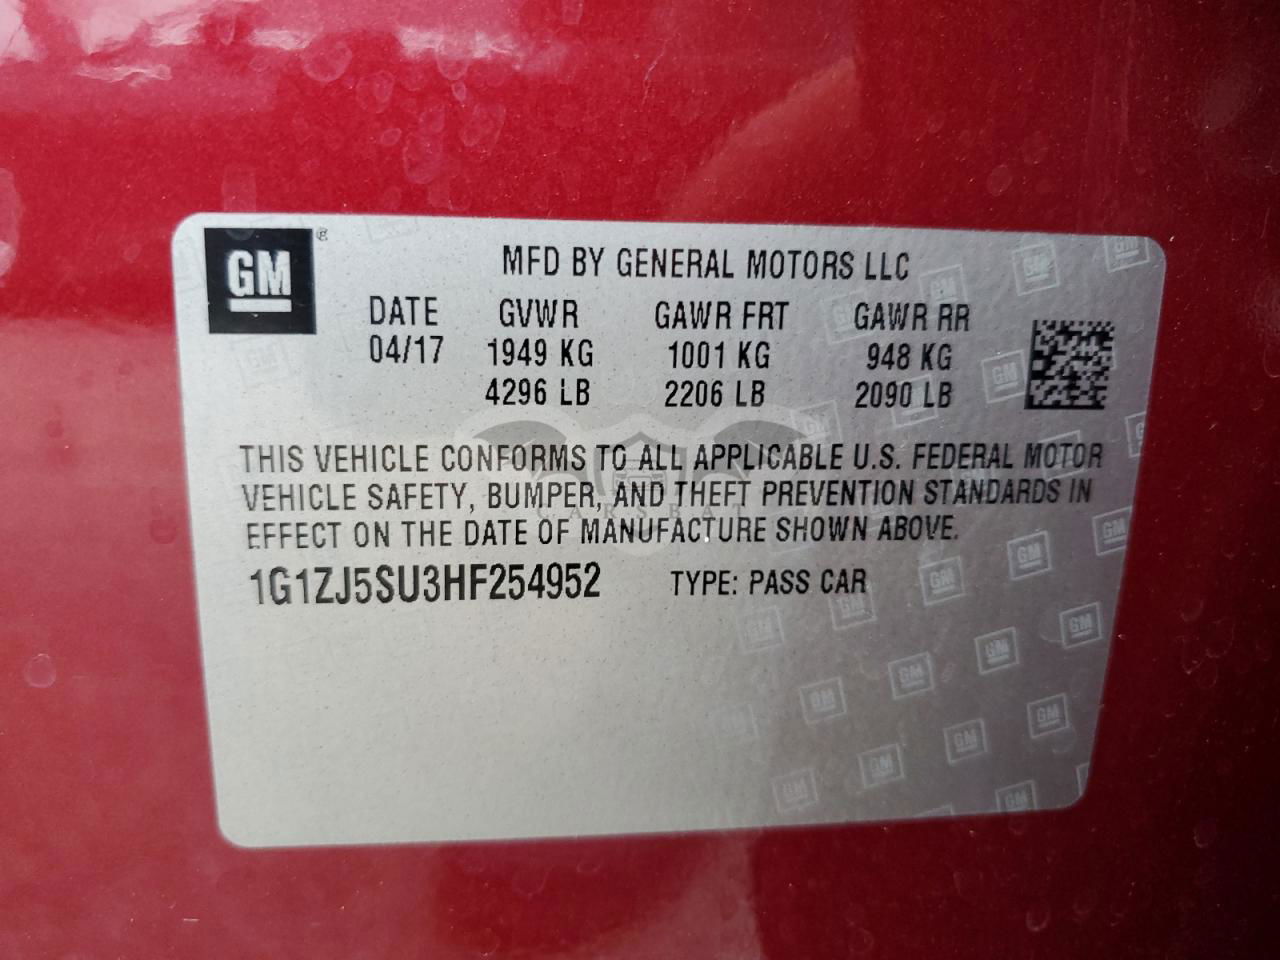 GM ®
MFD BY GENERAL MOTORS LLC
DATE GVWR GAWR FRT GAWR RR
04/17 1949 KG 1001 KG 948 KG
4296 LB 2206 LB 2090 LB
THIS VEHICLE CONFORMS TO ALL APPLICABLE U.S. FEDERAL MOTOR
VEHICLE SAFETY, BUMPER, AND THEFT PREVENTION STANDARDS IN
CARSBAT
EFFECT ON THE DATE OF MANUFACTURE SHOWN ABOVE.
1G1ZJ5SU3HF254952 TYPE: PASS CAR